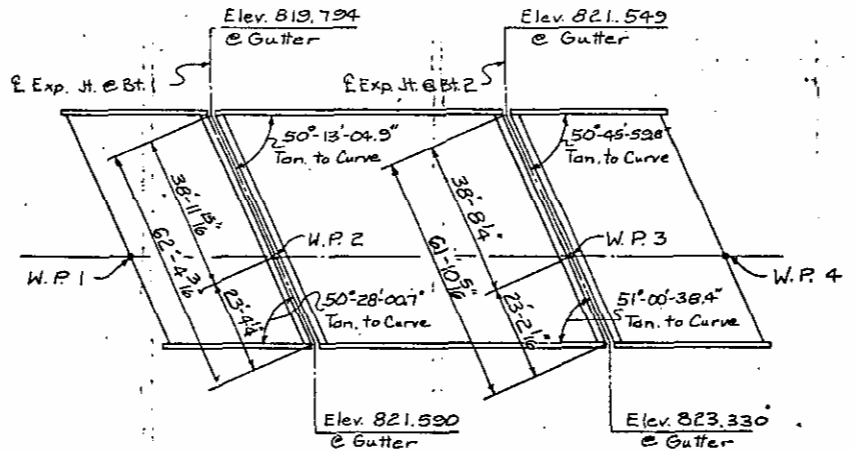 Elev. 819.794
@ Gutter
Elev. 821.549
@ Gutter
℄ Exp. Jt. @ Bt. 1
℄ Exp. Jt. @ Bt. 2
50°-13'-04.9"
Tan. to Curve
50°-45'-59.8"
Tan. to Curve
38'-11 13/16"
62'-4 3/16"
23'-4 1/4"
38'-8 1/4"
61'-10 5/16"
23'-2 1/16"
W.P. 1
W.P. 2
W.P. 3
W.P. 4
50°-28'-00.7"
Tan. to Curve
51°-00'-38.4"
Tan. to Curve
Elev. 821.590
@ Gutter
Elev. 823.330
@ Gutter